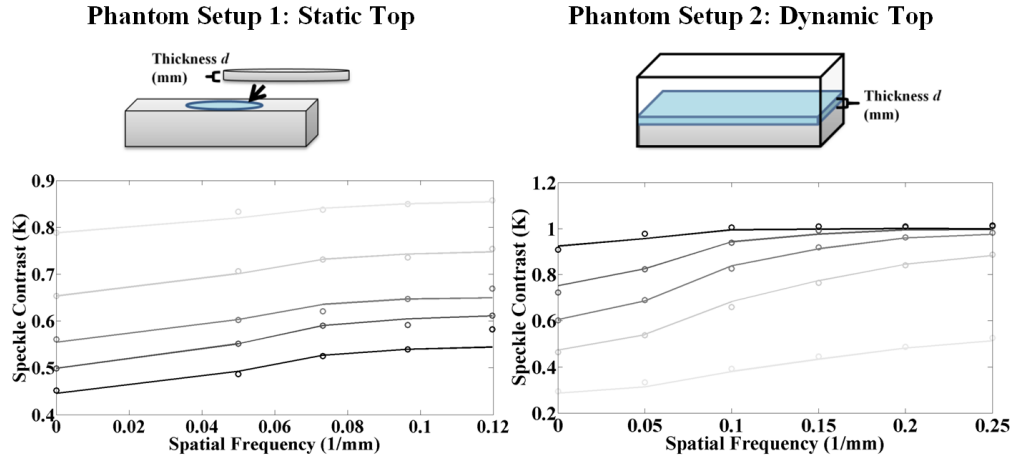 Phantom Setup 1: Static Top
Thickness d
(mm)
Speckle Contrast (K)
0.9
0.8
0.7
0.6
0.5
0.4
0 0.02 0.04 0.06 0.08 0.1 0.12
Spatial Frequency (1/mm)
Phantom Setup 2: Dynamic Top
Thickness d
(mm)
Speckle Contrast (K)
1.2
1
0.8
0.6
0.4
0.2
0 0.05 0.1 0.15 0.2 0.25
Spatial Frequency (1/mm)